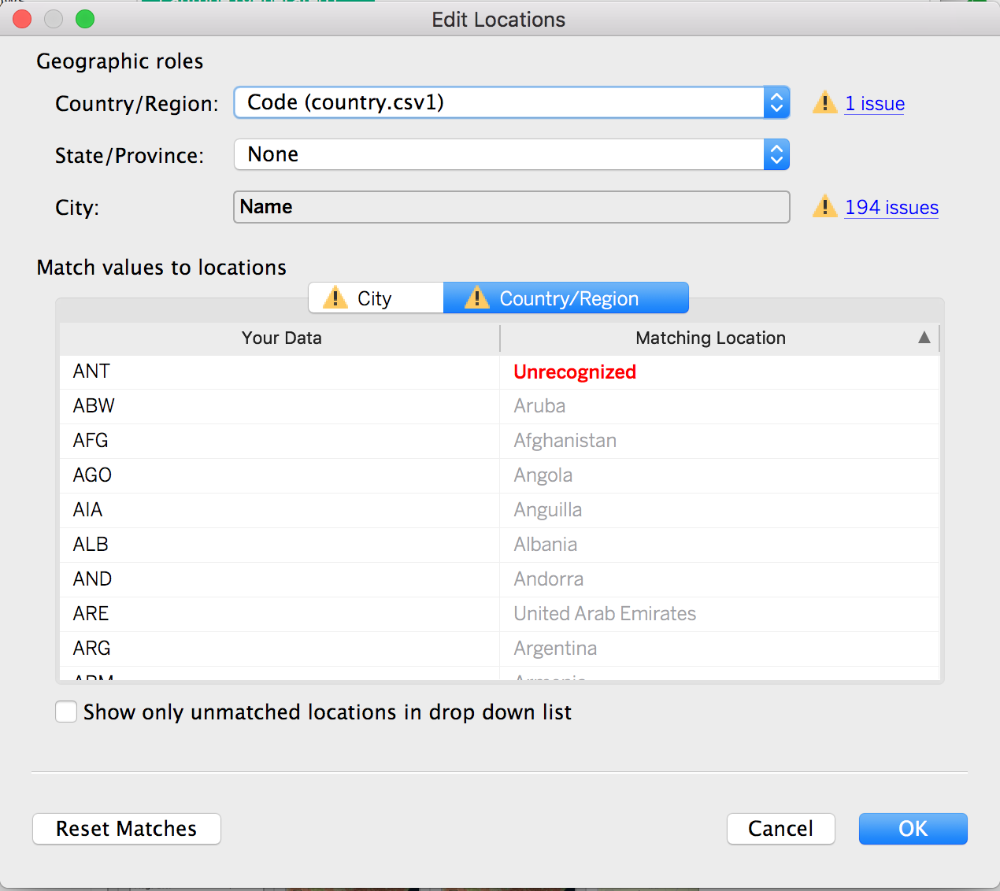 Edit Locations
Geographic roles
Country/Region: Code (country.csv1) 1 issue
State/Province: None
City: Name 194 issues
Match values to locations
City Country/Region
Your Data Matching Location
ANT Unrecognized
ABW Aruba
AFG Afghanistan
AGO Angola
AIA Anguilla
ALB Albania
AND Andorra
ARE United Arab Emirates
ARG Argentina
ARM Armenia
Show only unmatched locations in drop down list
Reset Matches Cancel OK